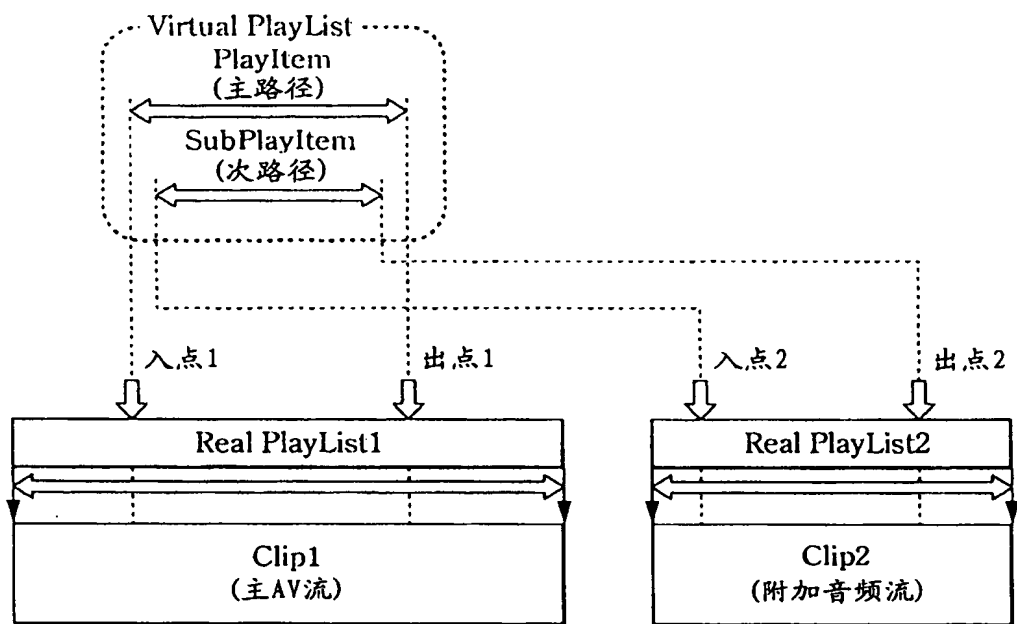 Virtual PlayList
PlayItem
(主路径)
SubPlayItem
(次路径)
入点1
出点1
入点2
出点2
Real PlayList1
Real PlayList2
Clip1
(主AV流)
Clip2
(附加音频流)